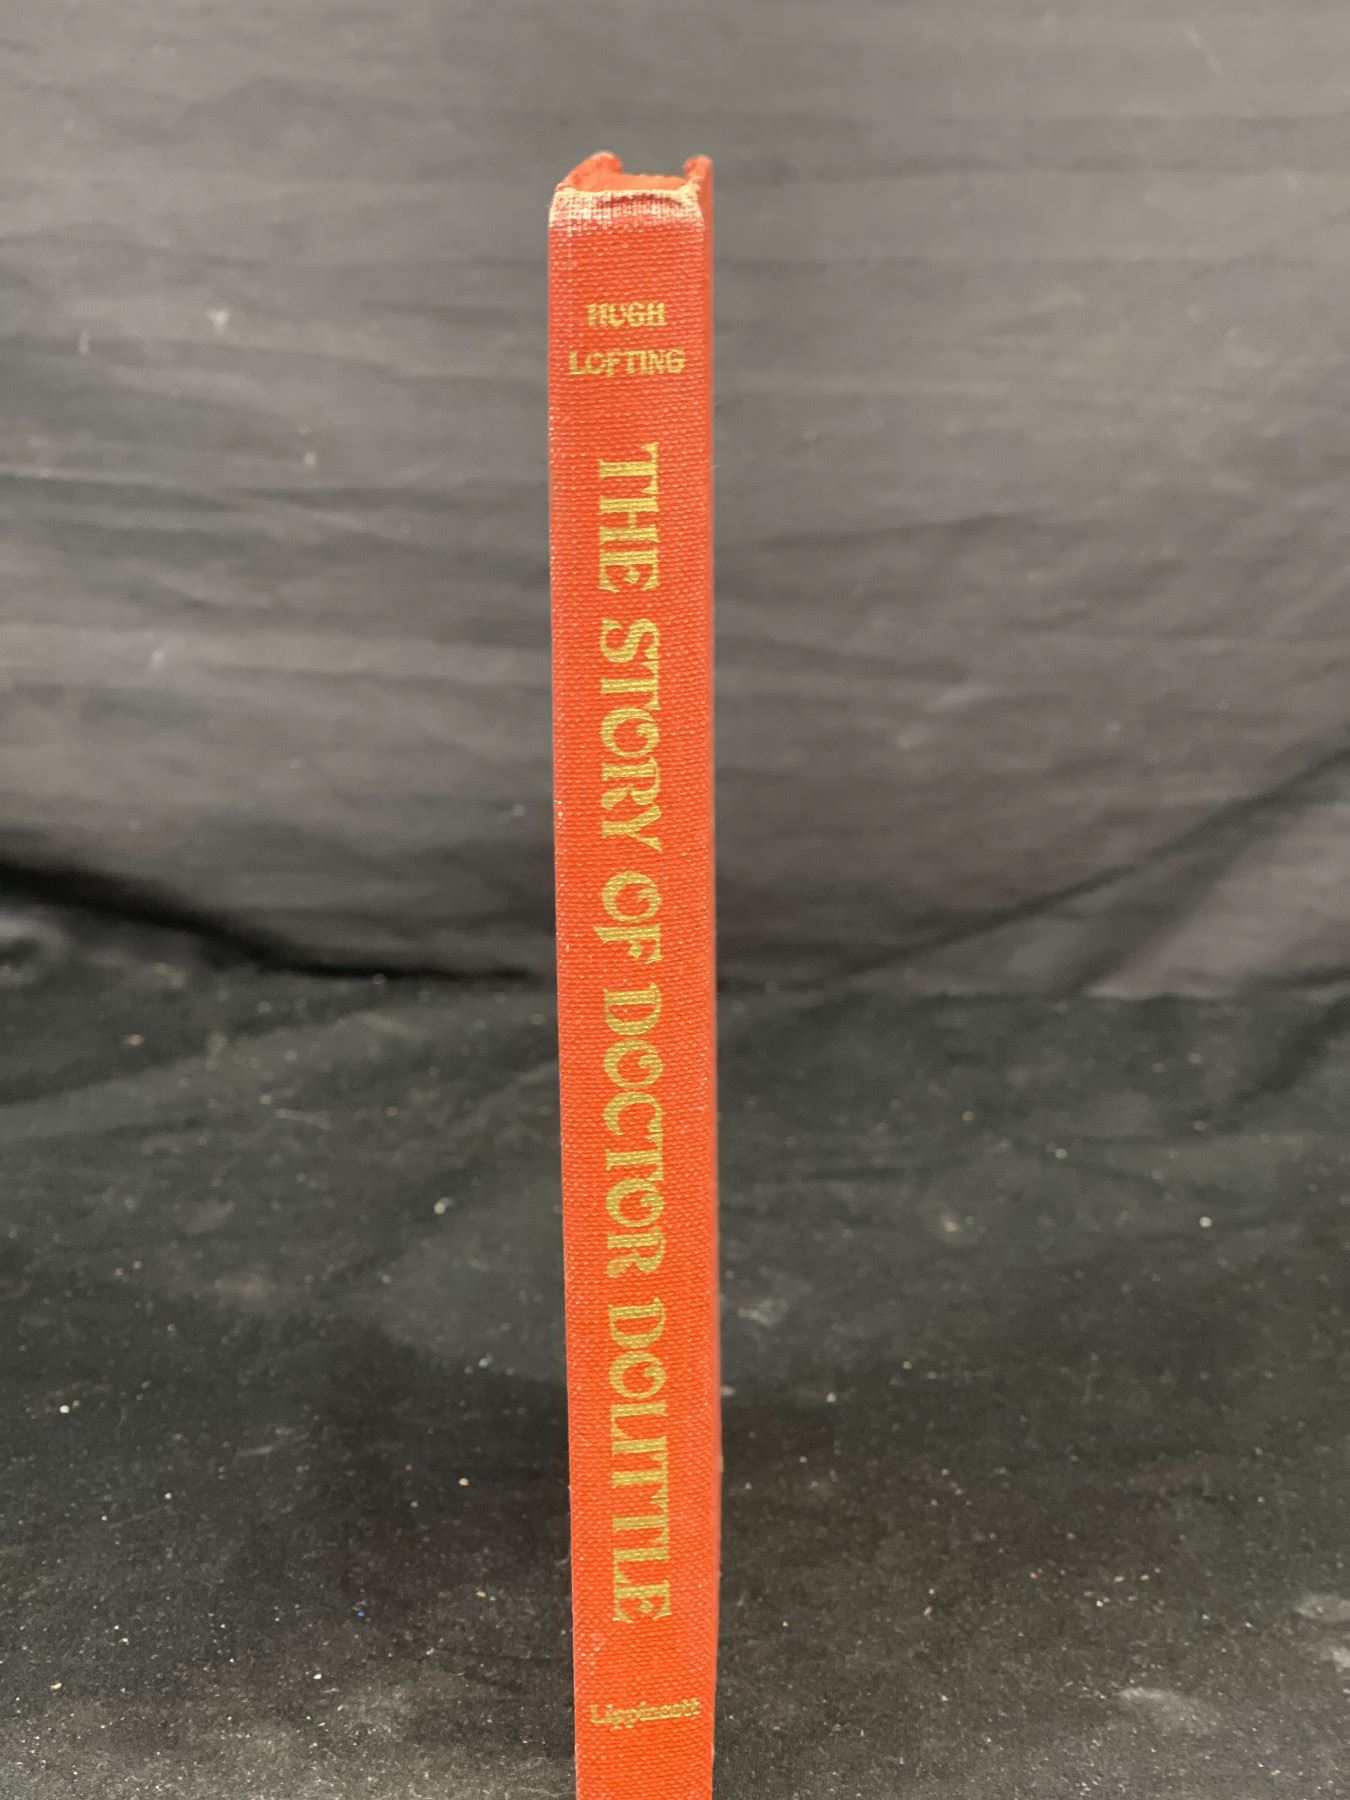 HUGH
LOFTING
THE STORY OF DOCTOR DOLITTLE
Lippincott